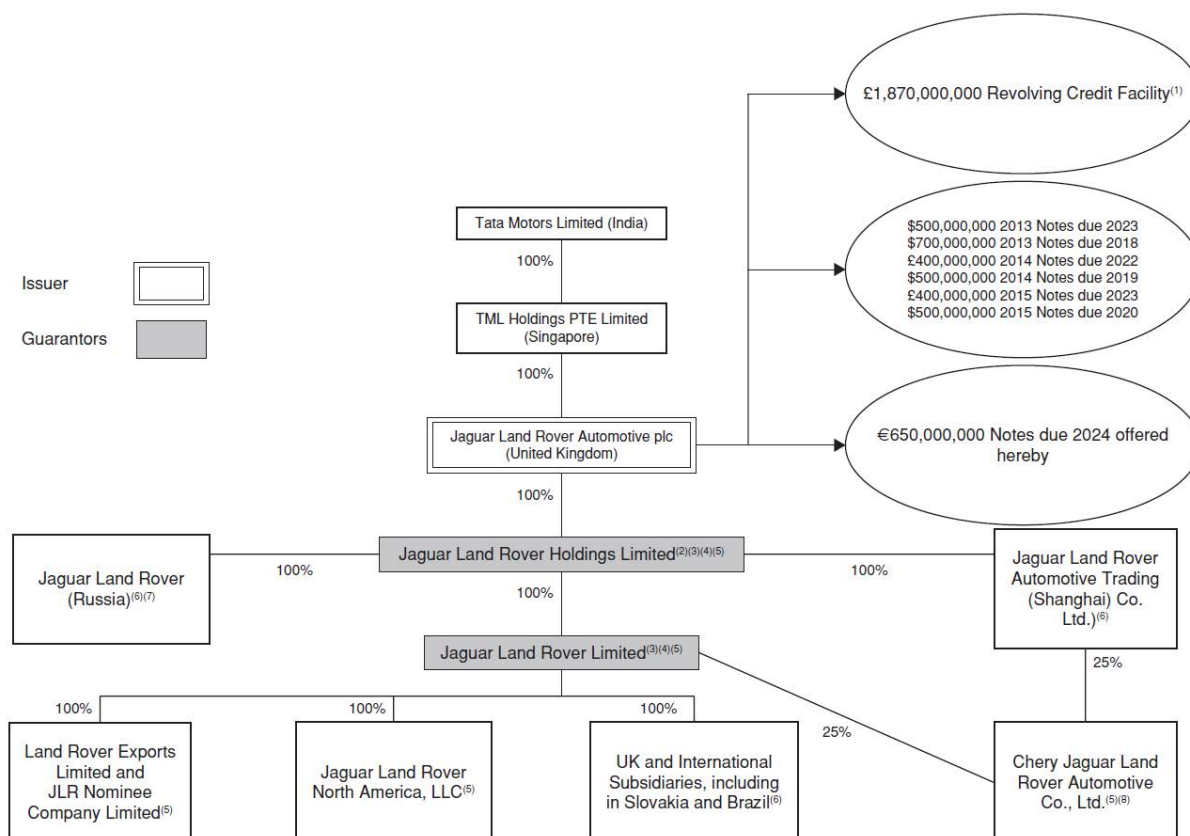 £1,870,000,000 Revolving Credit Facility(1)
Tata Motors Limited (India)
100%
$500,000,000 2013 Notes due 2023
$700,000,000 2013 Notes due 2018
£400,000,000 2014 Notes due 2022
$500,000,000 2014 Notes due 2019
£400,000,000 2015 Notes due 2023
$500,000,000 2015 Notes due 2020
Issuer
Guarantors
TML Holdings PTE Limited
(Singapore)
100%
Jaguar Land Rover Automotive plc
(United Kingdom)
€650,000,000 Notes due 2024 offered
hereby
100%
Jaguar Land Rover
(Russia)(6)(7)
100%
Jaguar Land Rover Holdings Limited(2)(3)(4)(5)
100%
Jaguar Land Rover
Automotive Trading
(Shanghai) Co.
Ltd.)(6)
100%
Jaguar Land Rover Limited(3)(4)(5)
25%
100%
100%
100%
25%
Land Rover Exports
Limited and
JLR Nominee
Company Limited(5)
Jaguar Land Rover
North America, LLC(5)
UK and International
Subsidiaries, including
in Slovakia and Brazil(6)
Chery Jaguar Land
Rover Automotive
Co., Ltd.(5)(8)